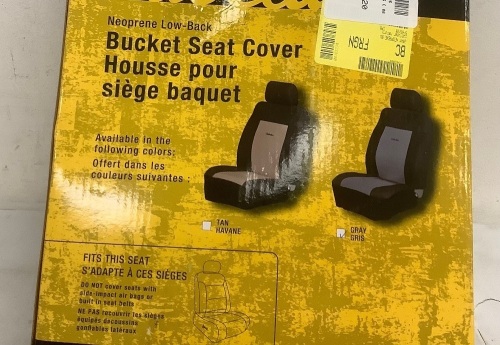 Neoprene Low-Back
Bucket Seat Cover
Housse pour
siège baquet
BC
FRGN
Available in the
following colors:
Offert dans les
couleurs suivantes :
TAN
HAVANE
GRAY
GRIS
FITS THIS SEAT
S'ADAPTE À CES SIÈGES
DO NOT cover seats with
side-impact air bags or
built in seat belts
NE PAS recouvrir les sièges
équipés de coussins
gonflables latéraux